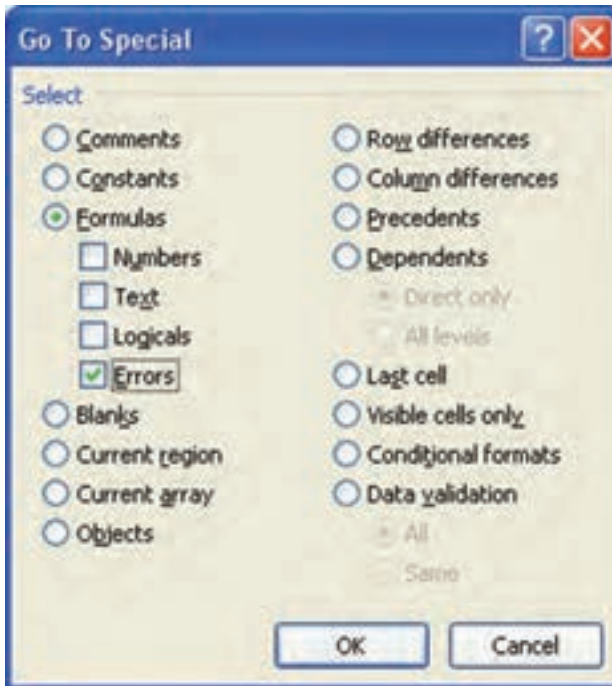 Go To Special
Select
Comments
Constants
Formulas
Numbers
Text
Logicals
Errors
Blanks
Current region
Current array
Objects
Row differences
Column differences
Precedents
Dependents
Direct only
All levels
Last cell
Visible cells only
Conditional formats
Data validation
All
Same
OK
Cancel